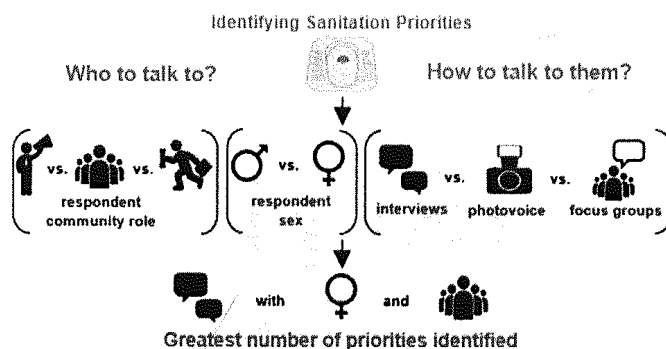 Identifying Sanitation Priorities
Who to talk to?
How to talk to them?
vs.
vs.
respondent
community role
vs.
respondent
sex
vs.
vs.
interviews
photovoice
focus groups
with
and
Greatest number of priorities identified